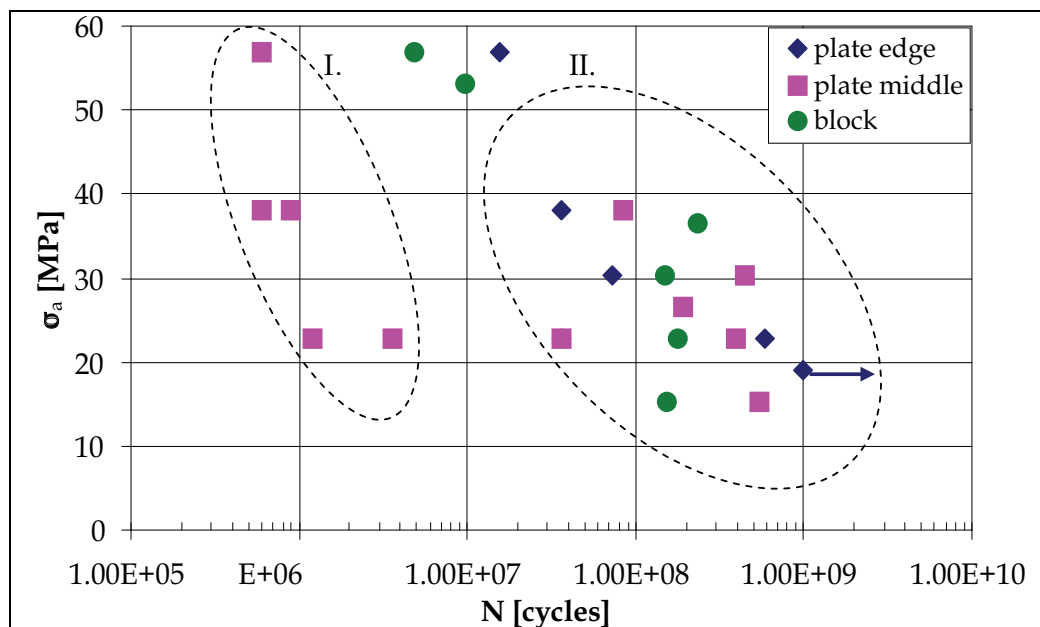 60
50
40
30
20
10
0
σa [MPa]
I.
II.
plate edge
plate middle
block
1.00E+05 E+06 1.00E+07 1.00E+08 1.00E+09 1.00E+10
N [cycles]